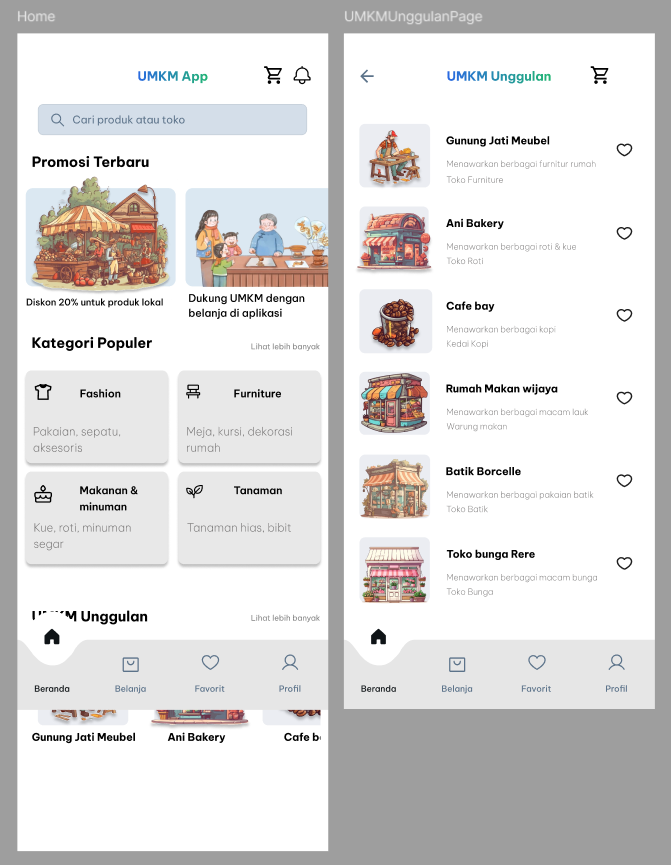 Home
UMKM App
Cari produk atau toko
Promosi Terbaru
Diskon 20% untuk produk lokal
Dukung UMKM dengan
belanja di aplikasi
Kategori Populer
Lihat lebih banyak
Fashion
Pakaian, sepatu,
aksesoris
Furniture
Meja, kursi, dekorasi
rumah
Makanan &
minuman
Kue, roti, minuman
segar
Tanaman
Tanaman hias, bibit
UMKM Unggulan
Lihat lebih banyak
Beranda
Belanja
Favorit
Profil
Gunung Jati Meubel
Ani Bakery
Cafe b
UMKMUnggulanPage
UMKM Unggulan
Gunung Jati Meubel
Menawarkan berbagai furnitur rumah
Toko Furniture
Ani Bakery
Menawarkan berbagai roti & kue
Toko Roti
Cafe bay
Menawarkan berbagai kopi
Kedai Kopi
Rumah Makan wijaya
Menawarkan berbagai macam lauk
Warung makan
Batik Borcelle
Menawarkan berbagai pakaian batik
Toko Batik
Toko bunga Rere
Menawarkan berbagai macam bunga
Toko Bunga
Beranda
Belanja
Favorit
Profil